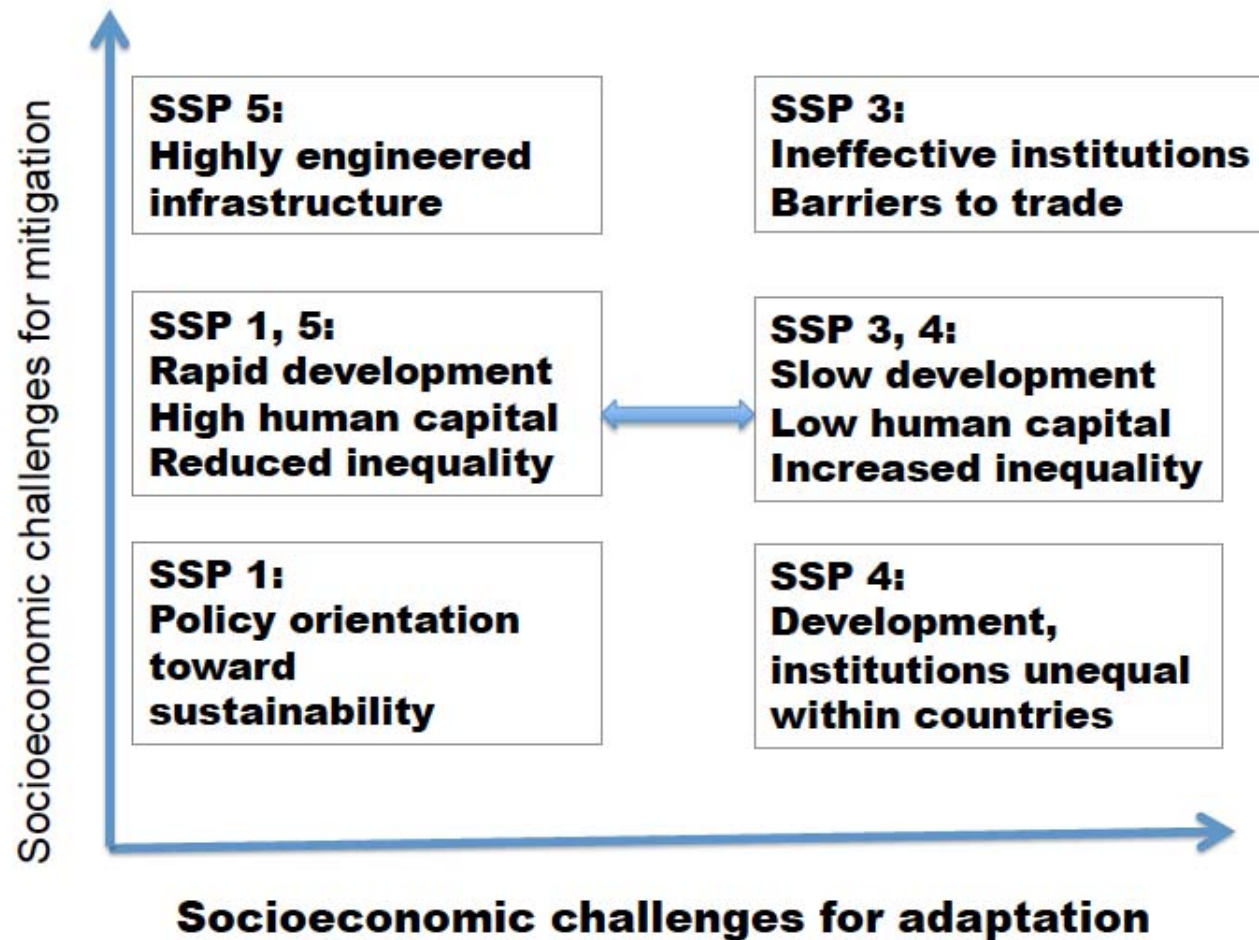 Socioeconomic challenges for mitigation
SSP 5:
Highly engineered
infrastructure
SSP 3:
Ineffective institutions
Barriers to trade
SSP 1, 5:
Rapid development
High human capital
Reduced inequality
SSP 3, 4:
Slow development
Low human capital
Increased inequality
SSP 1:
Policy orientation
toward
sustainability
SSP 4:
Development,
institutions unequal
within countries
Socioeconomic challenges for adaptation